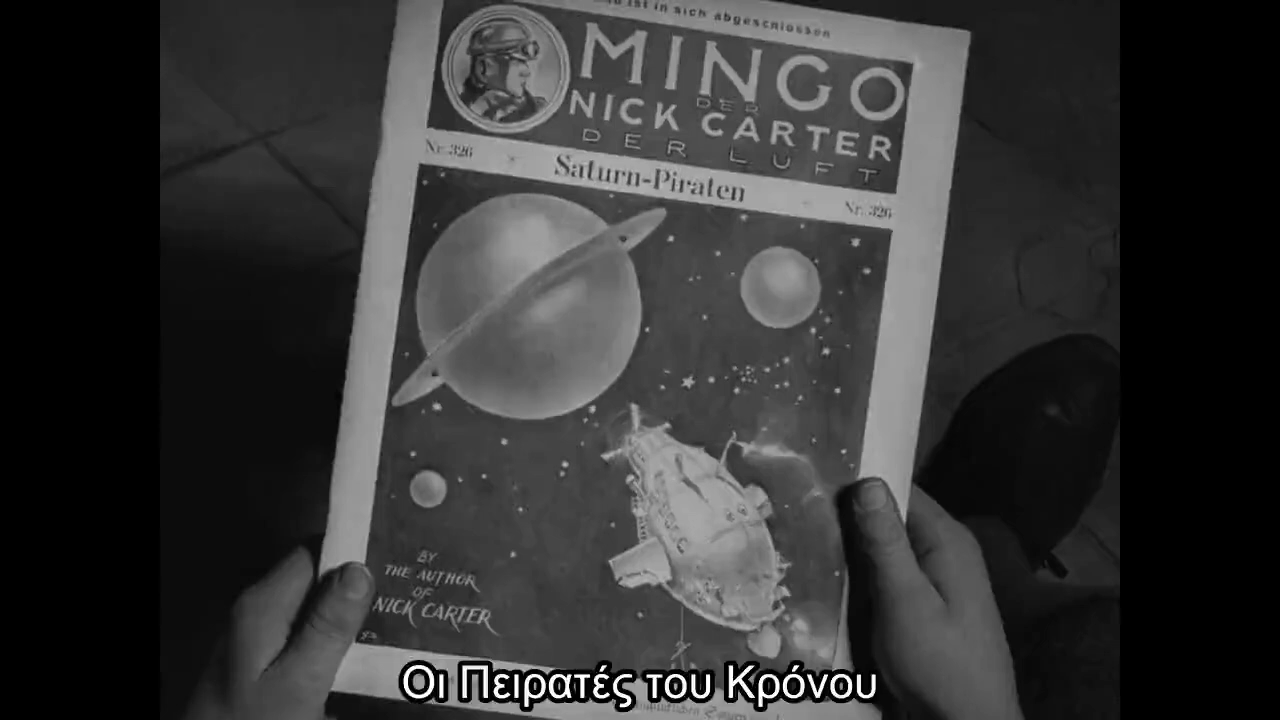 ist in sich abgeschlossen
MINGO
DER
NICK CARTER
DER LUFT
Nr. 326
Saturn-Piraten
Nr. 326
BY
THE AUTHOR
OF
NICK CARTER
Οι Πειρατές του Κρόνου